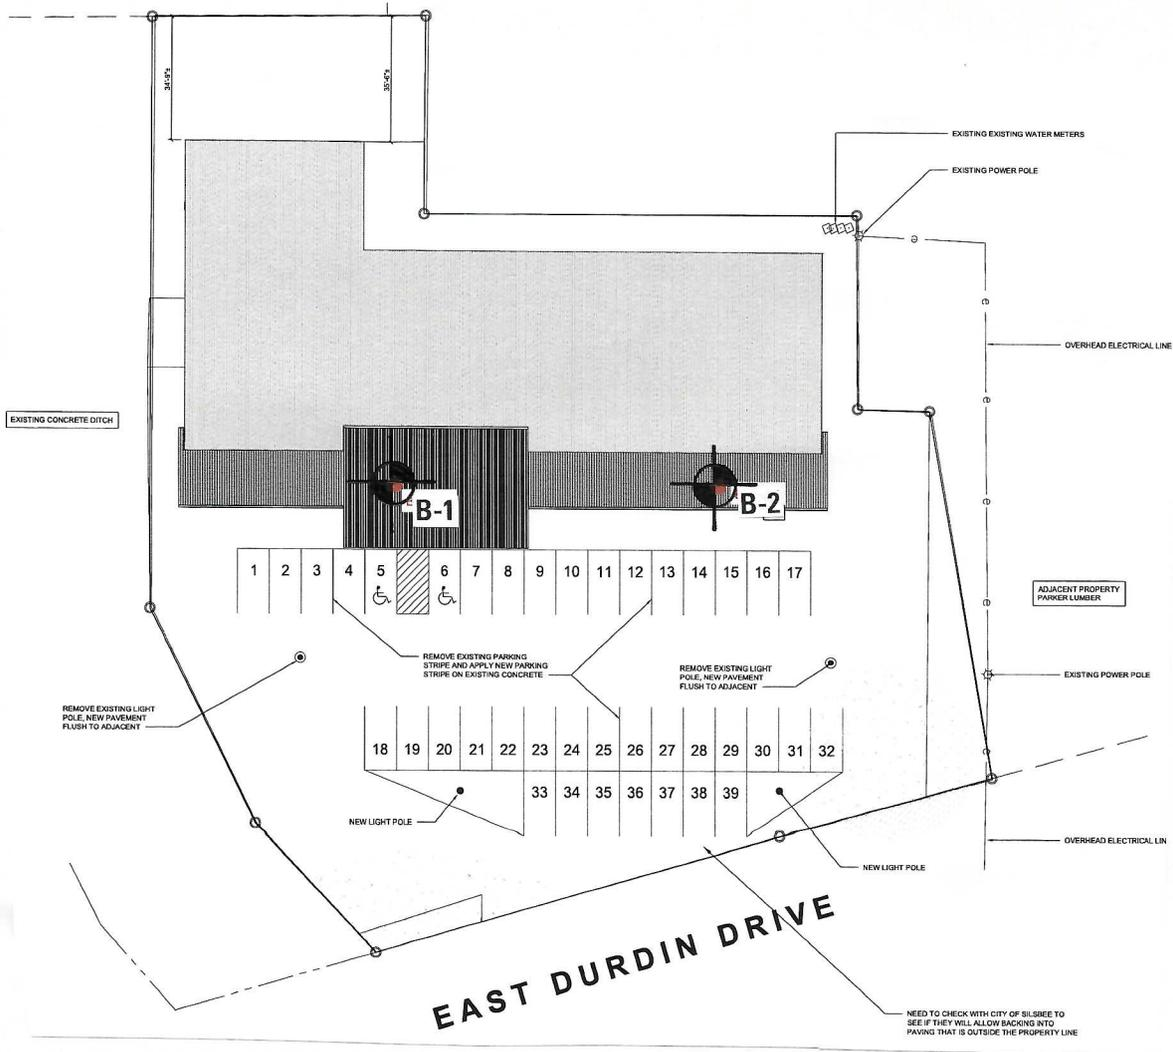 34'-9"±
35'-6"±
EXISTING EXISTING WATER METERS
EXISTING POWER POLE
e
e
OVERHEAD ELECTRICAL LINE
e
EXISTING CONCRETE DITCH
B-1
B-2
e
1 2 3 4 5 6 7 8 9 10 11 12 13 14 15 16 17
e
ADJACENT PROPERTY
PARKER LUMBER
REMOVE EXISTING PARKING
STRIPE AND APPLY NEW PARKING
STRIPE ON EXISTING CONCRETE
REMOVE EXISTING LIGHT
POLE, NEW PAVEMENT
FLUSH TO ADJACENT
EXISTING POWER POLE
REMOVE EXISTING LIGHT
POLE, NEW PAVEMENT
FLUSH TO ADJACENT
18 19 20 21 22 23 24 25 26 27 28 29 30 31 32
e
33 34 35 36 37 38 39
NEW LIGHT POLE
OVERHEAD ELECTRICAL LIN
NEW LIGHT POLE
EAST DURDIN DRIVE
NEED TO CHECK WITH CITY OF SILSBEE TO
SEE IF THEY WILL ALLOW BACKING INTO
PAVING THAT IS OUTSIDE THE PROPERTY LINE